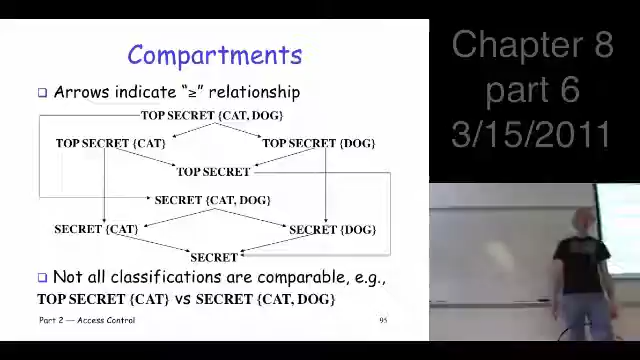 Compartments
Arrows indicate “≥” relationship
TOP SECRET {CAT, DOG}
TOP SECRET {CAT}
TOP SECRET {DOG}
TOP SECRET
SECRET {CAT, DOG}
SECRET {CAT}
SECRET {DOG}
SECRET
Not all classifications are comparable, e.g.,
TOP SECRET {CAT} vs SECRET {CAT, DOG}
Part 2 — Access Control
95
Chapter 8
part 6
3/15/2011